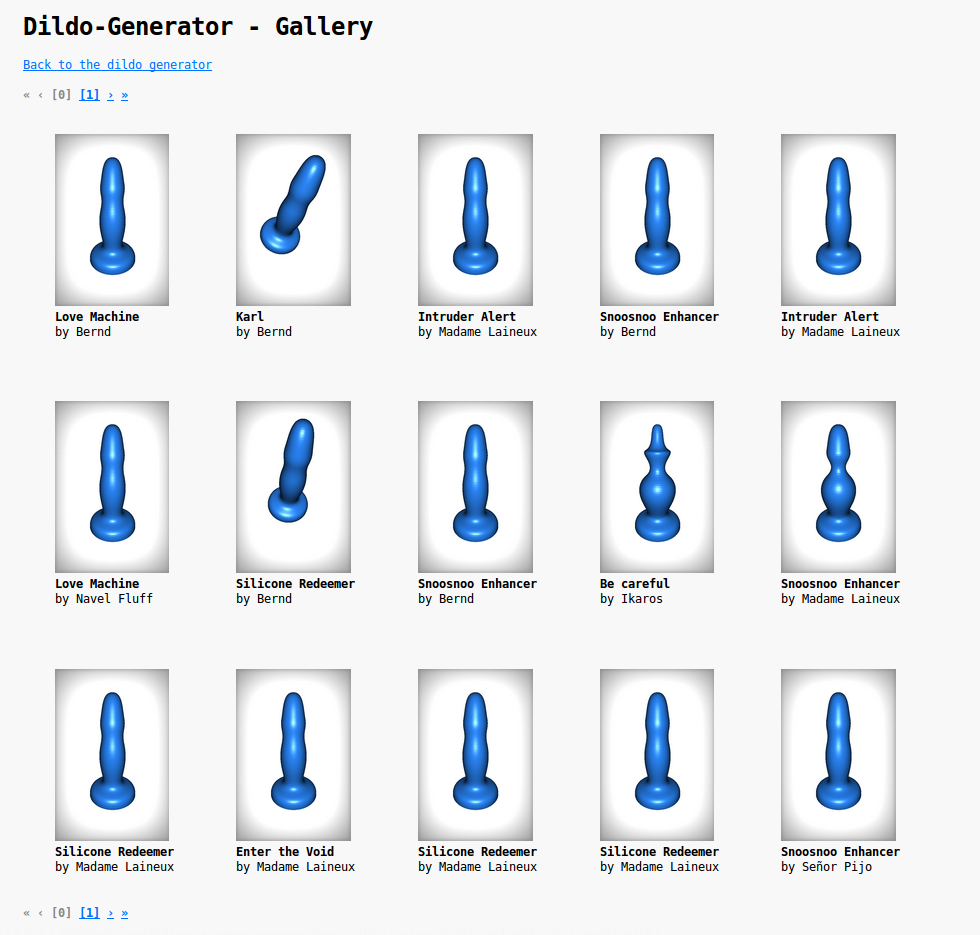 Dildo-Generator - Gallery
Back to the dildo generator
« ‹ [0] [1] › »
Love Machine
by Bernd
Karl
by Bernd
Intruder Alert
by Madame Laineux
Snoosnoo Enhancer
by Bernd
Intruder Alert
by Madame Laineux
Love Machine
by Navel Fluff
Silicone Redeemer
by Bernd
Snoosnoo Enhancer
by Bernd
Be careful
by Ikaros
Snoosnoo Enhancer
by Madame Laineux
Silicone Redeemer
by Madame Laineux
Enter the Void
by Madame Laineux
Silicone Redeemer
by Madame Laineux
Silicone Redeemer
by Madame Laineux
Snoosnoo Enhancer
by Señor Pijo
« ‹ [0] [1] › »